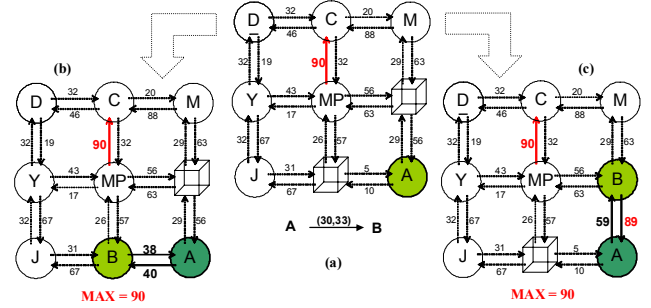 (a)
D 32 C 20 M
46 88
32 19 90 32 29 63
Y 43 MP 56
17 63
32 67 26 57 29 56
J 31 5 A
67 10
A (30,33) B
(b)
D 32 C 20 M
46 88
32 19 90 32 29 63
Y 43 MP 56
17 63
32 67 26 57 29 56
J 31 B 38 A
67 40
MAX = 90
(c)
D 32 C 20 M
46 88
32 19 90 32 29 63
Y 43 MP 56 B
17 63
32 67 26 57 59 89
J 31 5 A
67 10
MAX = 90